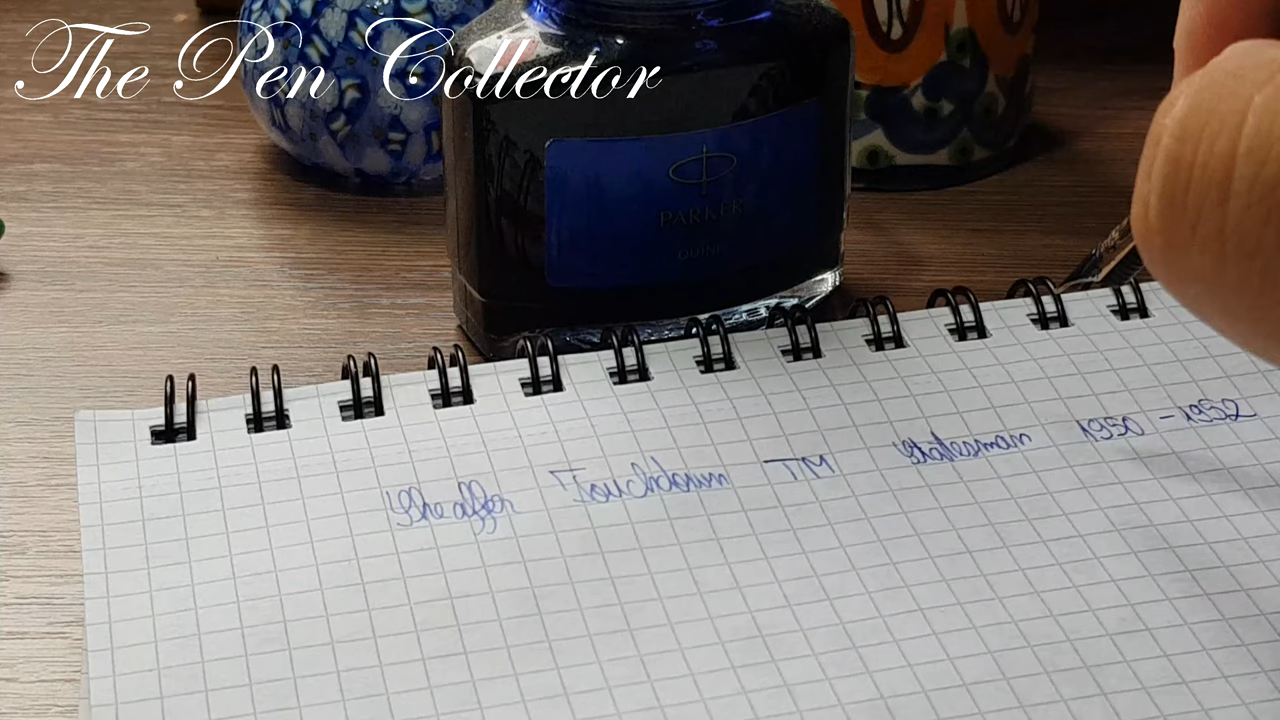 The Pen Collector
PARKER
QUINK
Sheaffer Touchdown TM Statesman 1950 - 1952